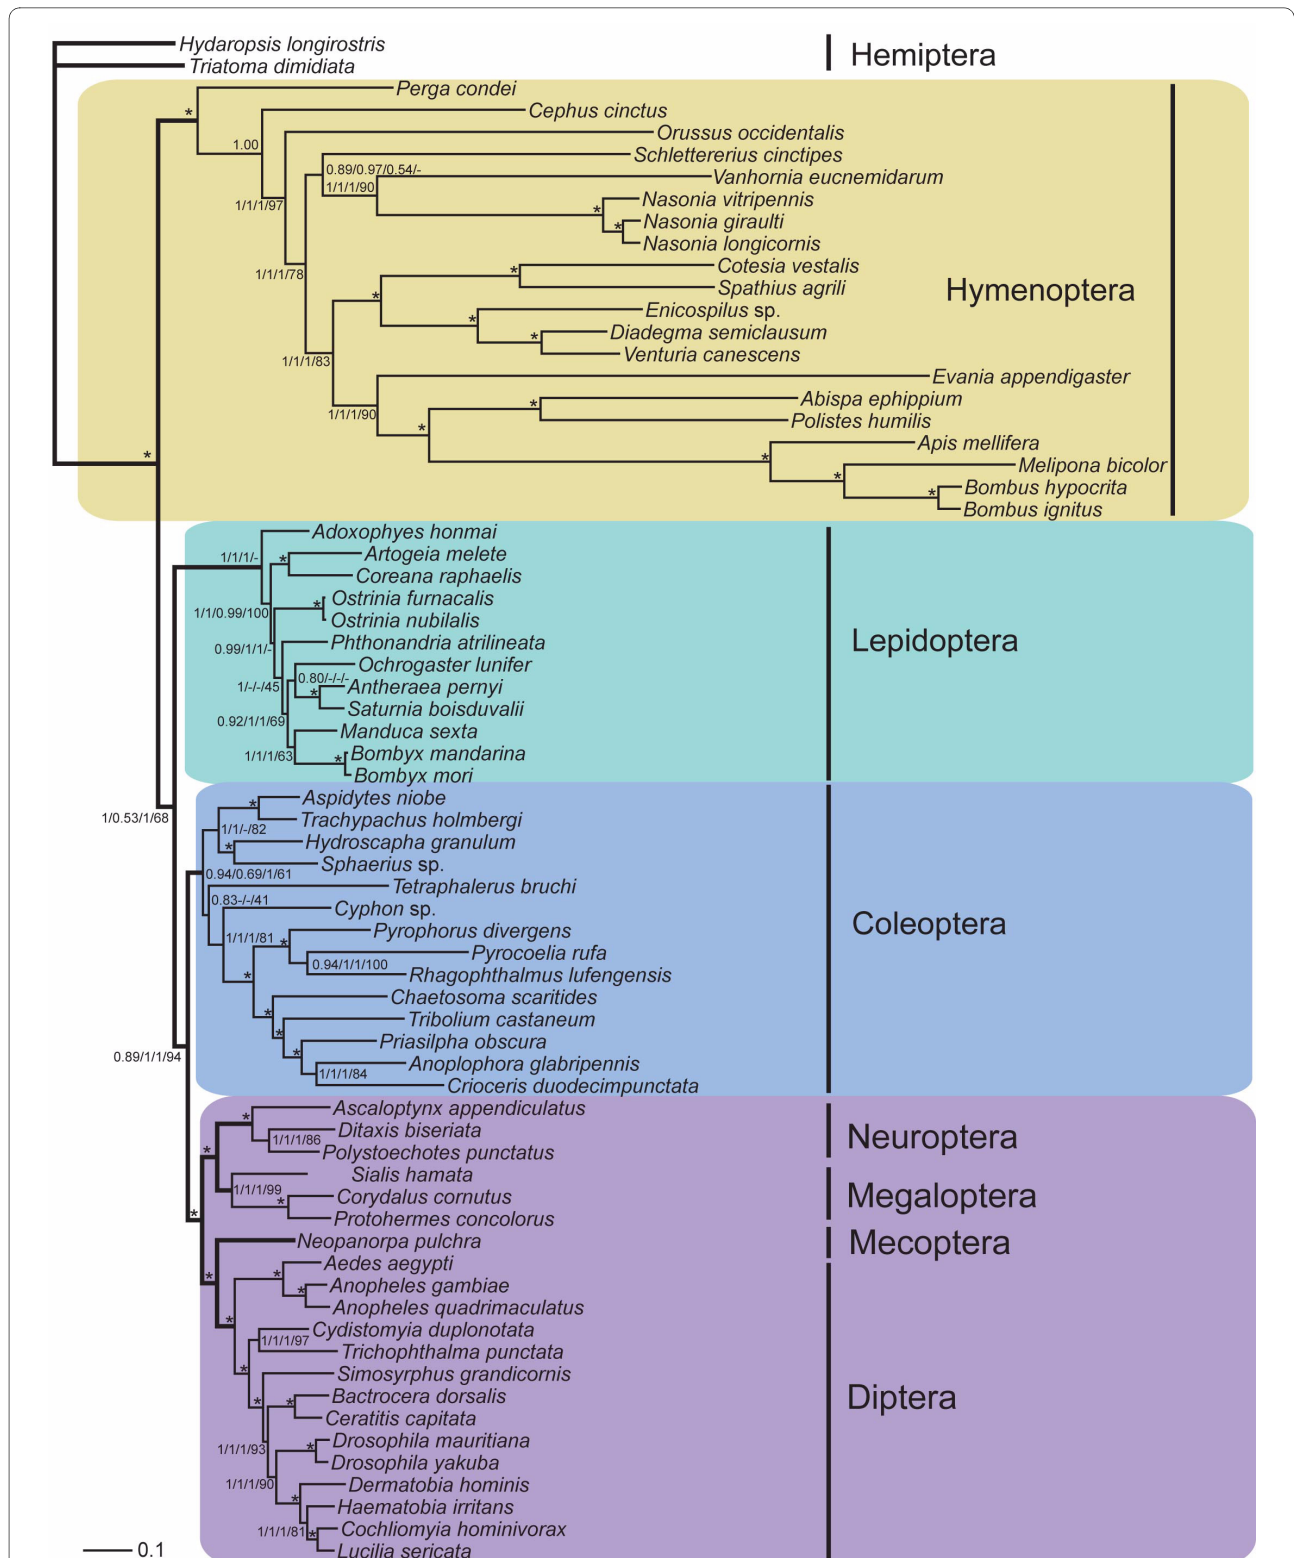 Hydaropsis longirostris
Triatoma dimidiata
Hemiptera
Perga condei
*
Cephus cinctus
Orussus occidentalis
1.00
Schlettererius cinctipes
0.89/0.97/0.54/-
Vanhornia eucnemidarum
1/1/1/90
Nasonia vitripennis
1/1/1/97
*
Nasonia giraulti
*
Nasonia longicornis
Cotesia vestalis
1/1/1/78
*
Spathius agrili
Hymenoptera
*
Enicospilus sp.
*
Diadegma semiclausum
*
Venturia canescens
1/1/1/83
Evania appendigaster
Abispa ephippium
*
1/1/1/90
Polistes humilis
*
Apis mellifera
*
*
Melipona bicolor
*
Bombus hypocrita
*
Bombus ignitus
Adoxophyes honmai
1/1/1/-
Artogeia melete
*
Coreana raphaelis
Ostrinia furnacalis
*
1/1/0.99/100
Ostrinia nubilalis
Phthonandria atrilineata
Lepidoptera
0.99/1/1/-
Ochrogaster lunifer
0.80/-/-/-
1/-/-/45
Antheraea pernyi
*
Saturnia boisduvalii
0.92/1/1/69
Manduca sexta
1/1/1/63
Bombyx mandarina
*
Bombyx mori
Aspidytes niobe
*
1/0.53/1/68
Trachypachus holmbergi
1/1/-/82
Hydroscapha granulum
*
Sphaerius sp.
0.94/0.69/1/61
Tetraphalerus bruchi
0.83-/-/41
Cyphon sp.
Coleoptera
Pyrophorus divergens
1/1/1/81
*
Pyrocoelia rufa
0.94/1/1/100
Rhagophthalmus lufengensis
*
Chaetosoma scaritides
*
Tribolium castaneum
*
Priasilpha obscura
*
0.89/1/1/94
Anoplophora glabripennis
1/1/1/84
Crioceris duodecimpunctata
Ascaloptynx appendiculatus
*
Ditaxis biseriata
1/1/1/86
Neuroptera
*
Polystoechotes punctatus
Sialis hamata
1/1/1/99
Corydalus cornutus
Megaloptera
*
*
Protohermes concolorus
Neopanorpa pulchra
Mecoptera
*
Aedes aegypti
*
Anopheles gambiae
*
Anopheles quadrimaculatus
*
Cydistomyia duplonotata
1/1/1/97
Trichophthalma punctata
*
Simosyrphus grandicornis
Bactrocera dorsalis
Diptera
*
*
Ceratitis capitata
Drosophila mauritiana
1/1/1/93
*
Drosophila yakuba
1/1/1/90
Dermatobia hominis
*
Haematobia irritans
1/1/1/81
Cochliomyia hominivorax
*
Lucilia sericata
0.1